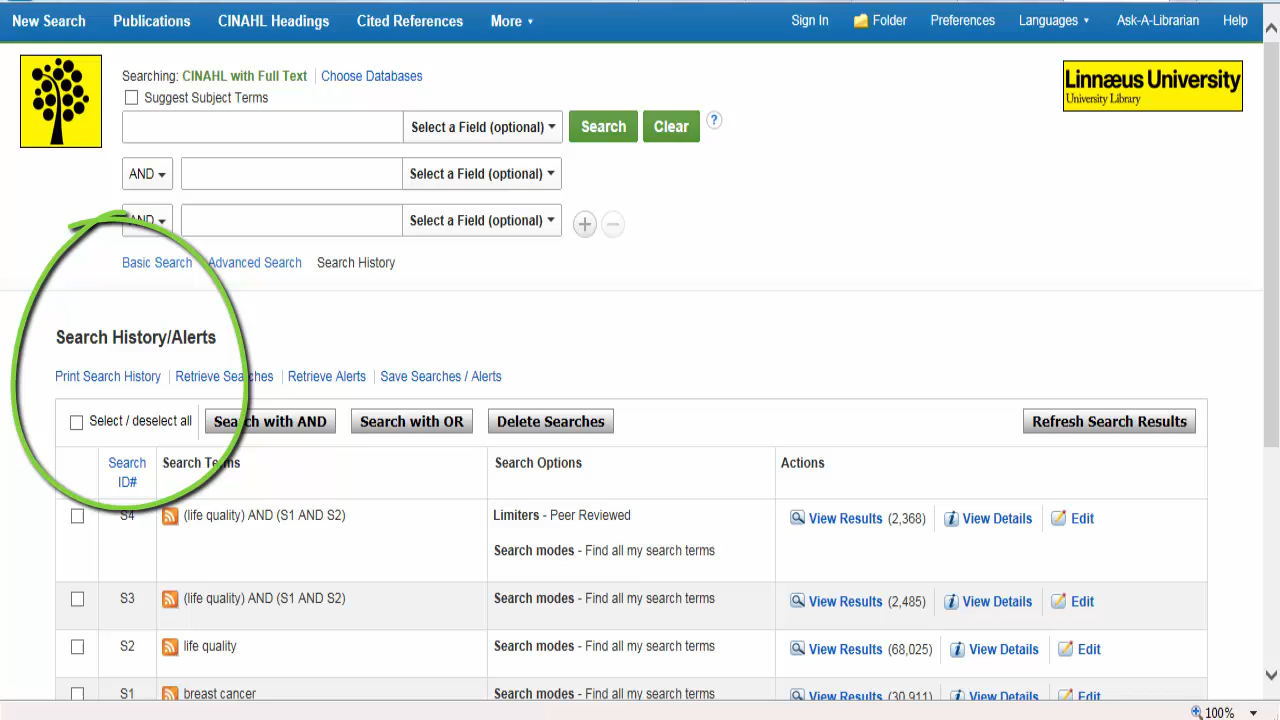 New Search Publications CINAHL Headings Cited References More Sign In Folder Preferences Languages Ask-A-Librarian Help
Searching: CINAHL with Full Text Choose Databases
Suggest Subject Terms
Linnæus University
University Library
Select a Field (optional) Search Clear ?
AND Select a Field (optional)
AND Select a Field (optional)
Basic Search Advanced Search Search History
Search History/Alerts
Print Search History Retrieve Searches Retrieve Alerts Save Searches / Alerts
Select / deselect all Search with AND Search with OR Delete Searches Refresh Search Results
Search ID# Search Terms Search Options Actions
S4 (life quality) AND (S1 AND S2) Limiters - Peer Reviewed View Results (2,368) View Details Edit
Search modes - Find all my search terms
S3 (life quality) AND (S1 AND S2) Search modes - Find all my search terms View Results (2,485) View Details Edit
S2 life quality Search modes - Find all my search terms View Results (68,025) View Details Edit
S1 breast cancer Search modes - Find all my search terms View Results (30,911) View Details Edit
100%